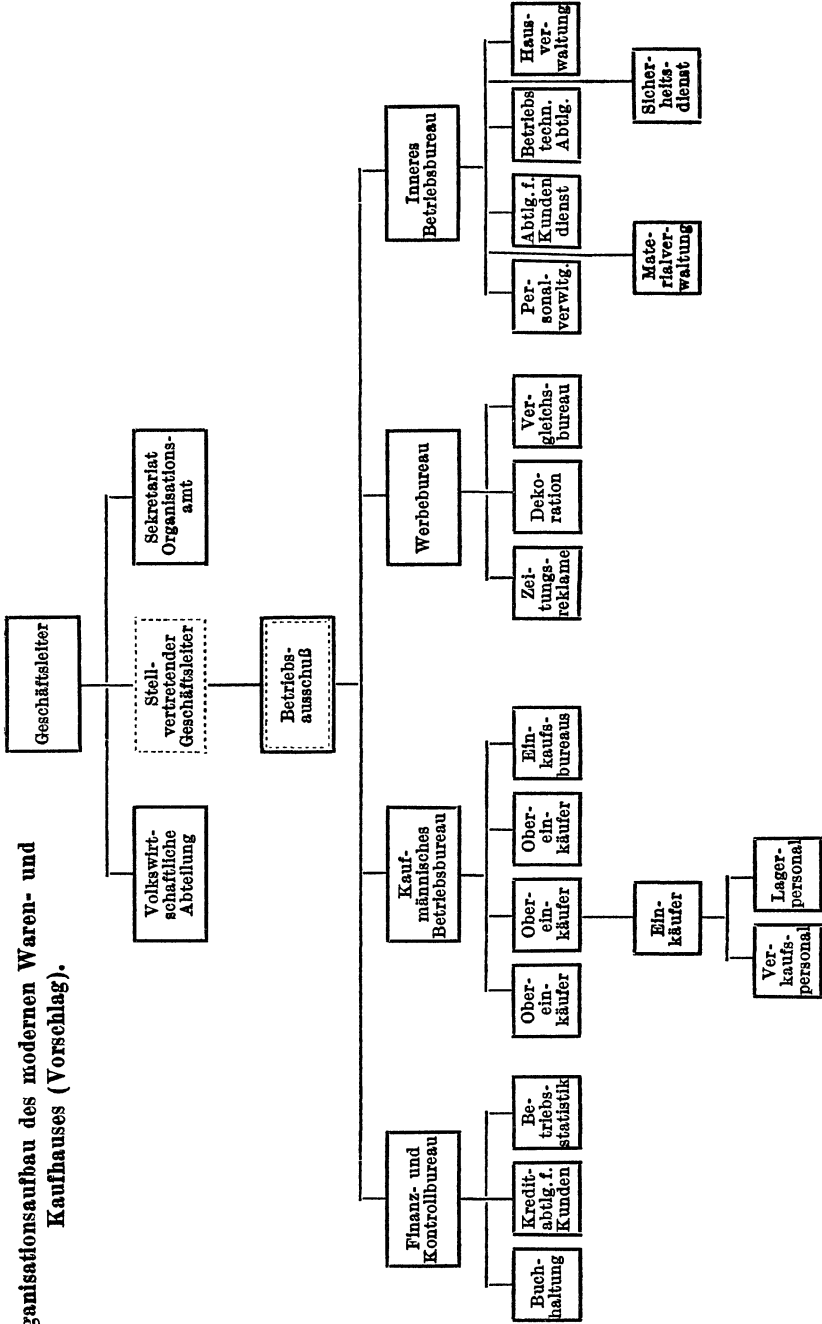 ganisationsaufbau des modernen Waren- und
Kaufhauses (Vorschlag).
Geschäftsleiter
Volkswirt-
schaftliche
Abteilung
Stell-
vertretender
Geschäftsleiter
Sekretariat
Organisations-
amt
Betriebs-
ausschuß
Finanz- und
Kontrollbureau
Kauf-
männisches
Betriebsbureau
Werbebureau
Inneres
Betriebsbureau
Buch-
haltung
Kredit-
abtlg. f.
Kunden
Be-
triebs-
statistik
Ober-
ein-
käufer
Ober-
ein-
käufer
Ober-
ein-
käufer
Ein-
kaufs-
bureaus
Zei-
tungs-
reklame
Deko-
ration
Ver-
gleichs-
bureau
Per-
sonal-
verwltg.
Abtlg. f.
Kunden
dienst
Betriebs
techn.
Abtlg.
Haus-
ver-
waltung
Ein-
käufer
Mate-
rialver-
waltung
Sicher-
heits-
dienst
Ver-
kaufs-
personal
Lager-
personal